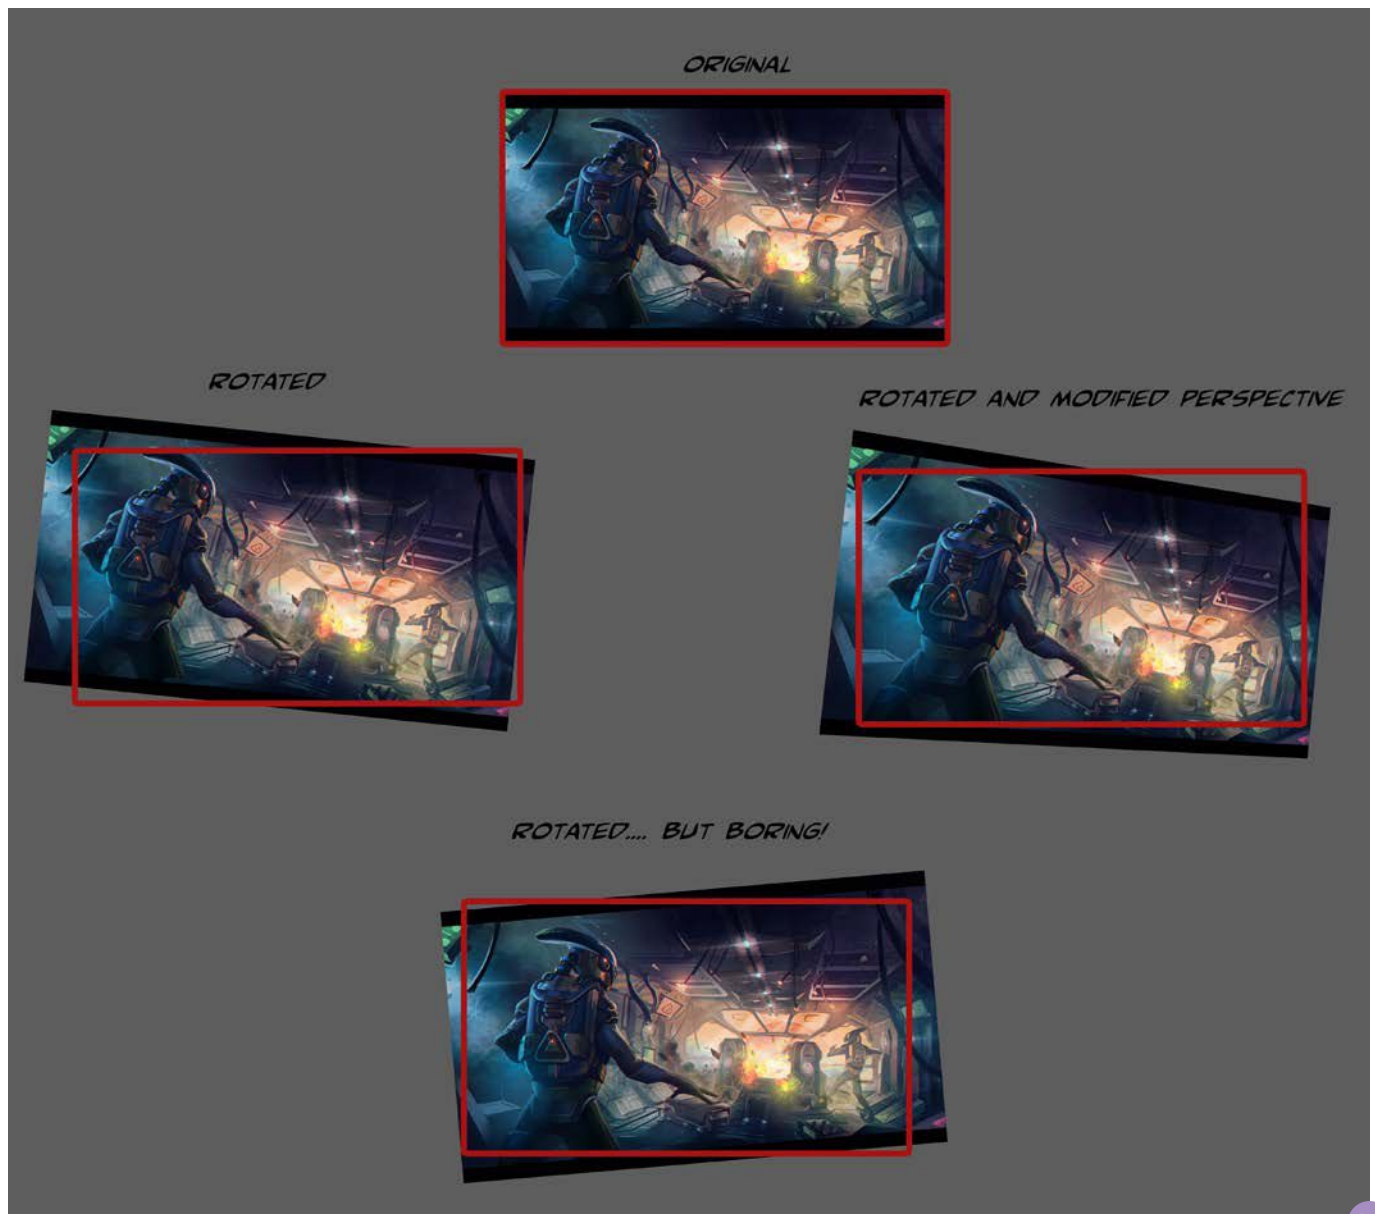 ORIGINAL
ROTATED
ROTATED AND MODIFIED PERSPECTIVE
ROTATED.... BUT BORING!